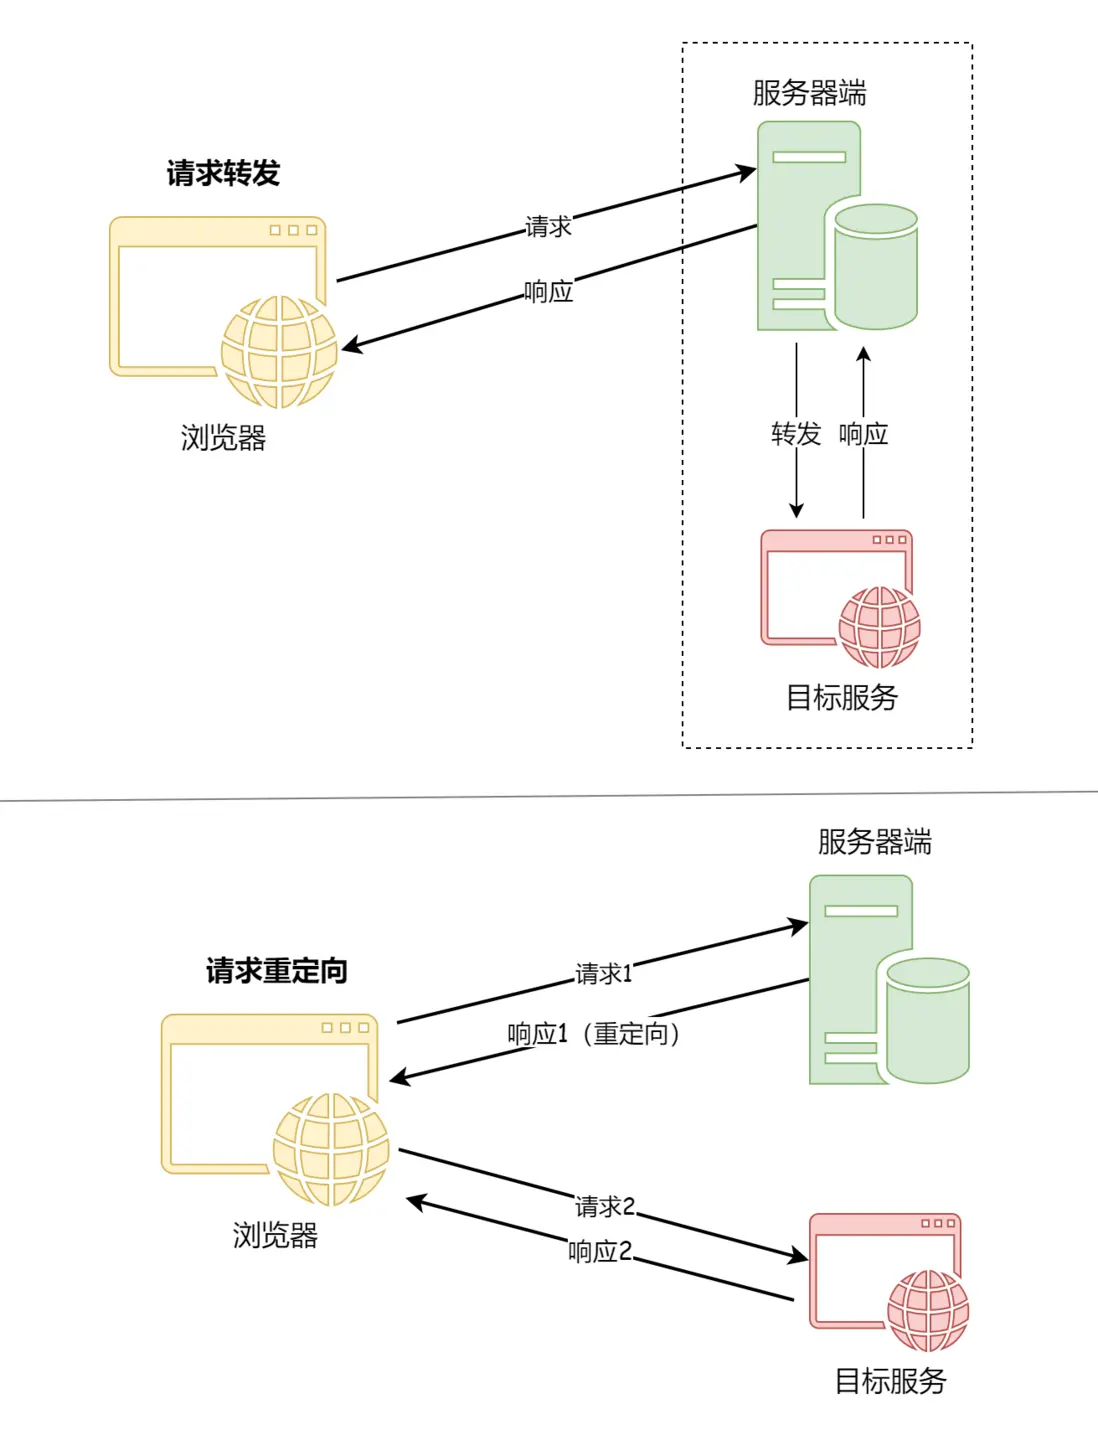 服务器端
请求转发
请求
响应
浏览器
转发
响应
目标服务
服务器端
请求重定向
请求1
响应1（重定向）
请求2
浏览器
响应2
目标服务